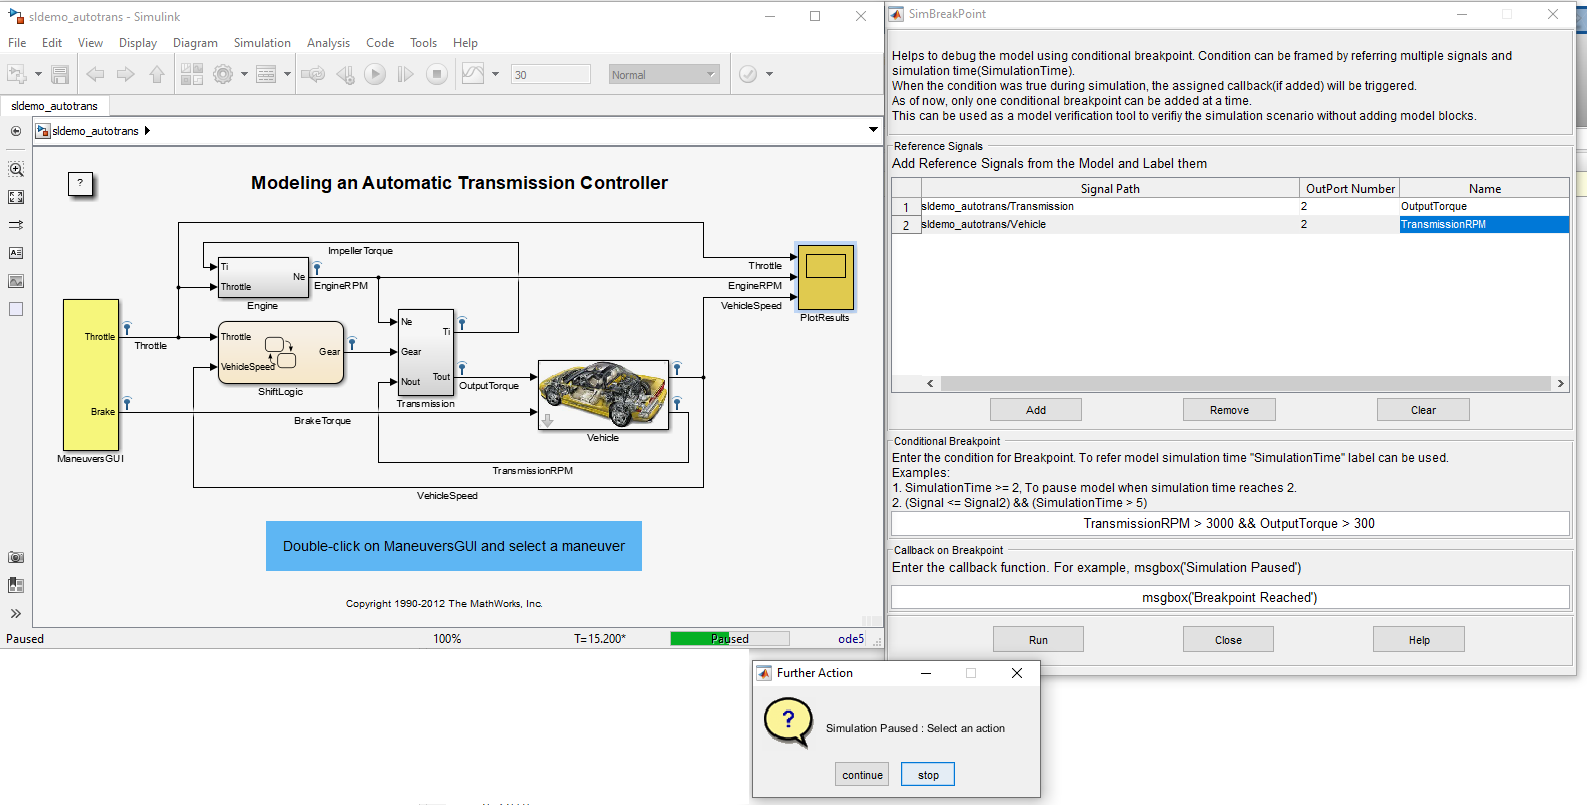 sldemo_autotrans - Simulink
File Edit View Display Diagram Simulation Analysis Code Tools Help
30
Normal
sldemo_autotrans
sldemo_autotrans
?
Modeling an Automatic Transmission Controller
ImpellerTorque
Ti
Ne
Throttle
Engine
EngineRPM
Throttle
EngineRPM
VehicleSpeed
PlotResults
Throttle
Throttle
Throttle
VehicleSpeed
Gear
ShiftLogic
Ne
Ti
Gear
Nout
Tout
Transmission
OutputTorque
Brake
BrakeTorque
Vehicle
ManeuversGUI
TransmissionRPM
VehicleSpeed
Double-click on ManeuversGUI and select a maneuver
Copyright 1990-2012 The MathWorks, Inc.
Paused 100% T=15.200* Paused ode5
SimBreakPoint
Helps to debug the model using conditional breakpoint. Condition can be framed by referring multiple signals and
simulation time(SimulationTime).
When the condition was true during simulation, the assigned callback(if added) will be triggered.
As of now, only one conditional breakpoint can be added at a time.
This can be used as a model verification tool to verifiy the simulation scenario without adding model blocks.
Reference Signals
Add Reference Signals from the Model and Label them
Signal Path OutPort Number Name
1 sldemo_autotrans/Transmission 2 OutputTorque
2 sldemo_autotrans/Vehicle 2 TransmissionRPM
Add Remove Clear
Conditional Breakpoint
Enter the condition for Breakpoint. To refer model simulation time "SimulationTime" label can be used.
Examples:
1. SimulationTime >= 2, To pause model when simulation time reaches 2.
2. (Signal <= Signal2) && (SimulationTime > 5)
TransmissionRPM > 3000 && OutputTorque > 300
Callback on Breakpoint
Enter the callback function. For example, msgbox('Simulation Paused')
msgbox('Breakpoint Reached')
Run Close Help
Further Action
?
Simulation Paused : Select an action
continue stop